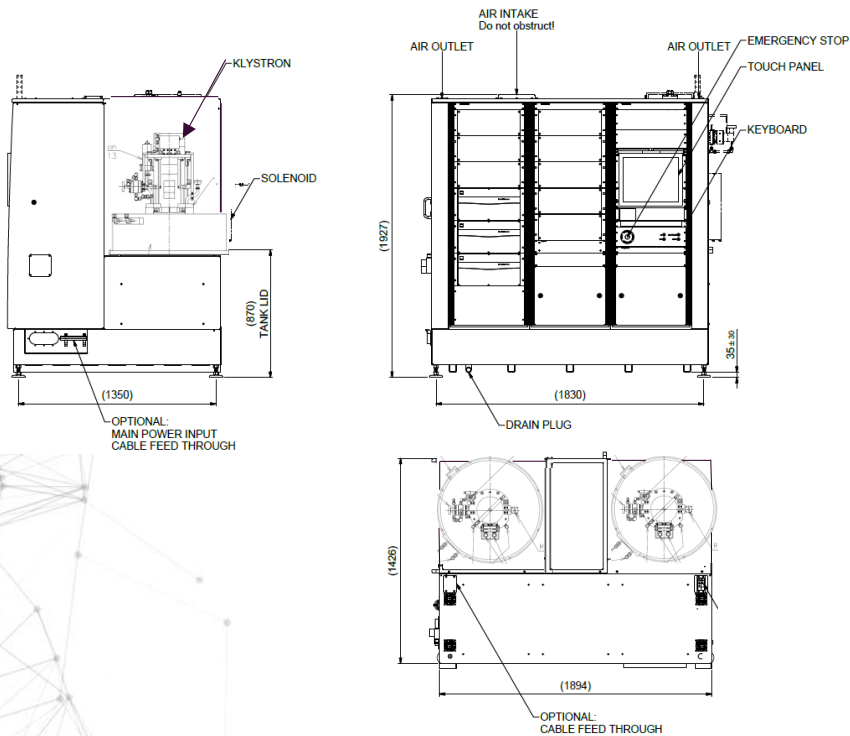 AIR INTAKE
Do not obstruct!
AIR OUTLET
AIR OUTLET
EMERGENCY STOP
TOUCH PANEL
KEYBOARD
KLYSTRON
13
SOLENOID
(1927)
(870)
TANK LID
35±30
(1350)
(1830)
OPTIONAL:
MAIN POWER INPUT
CABLE FEED THROUGH
DRAIN PLUG
(1426)
C
(1894)
OPTIONAL:
CABLE FEED THROUGH